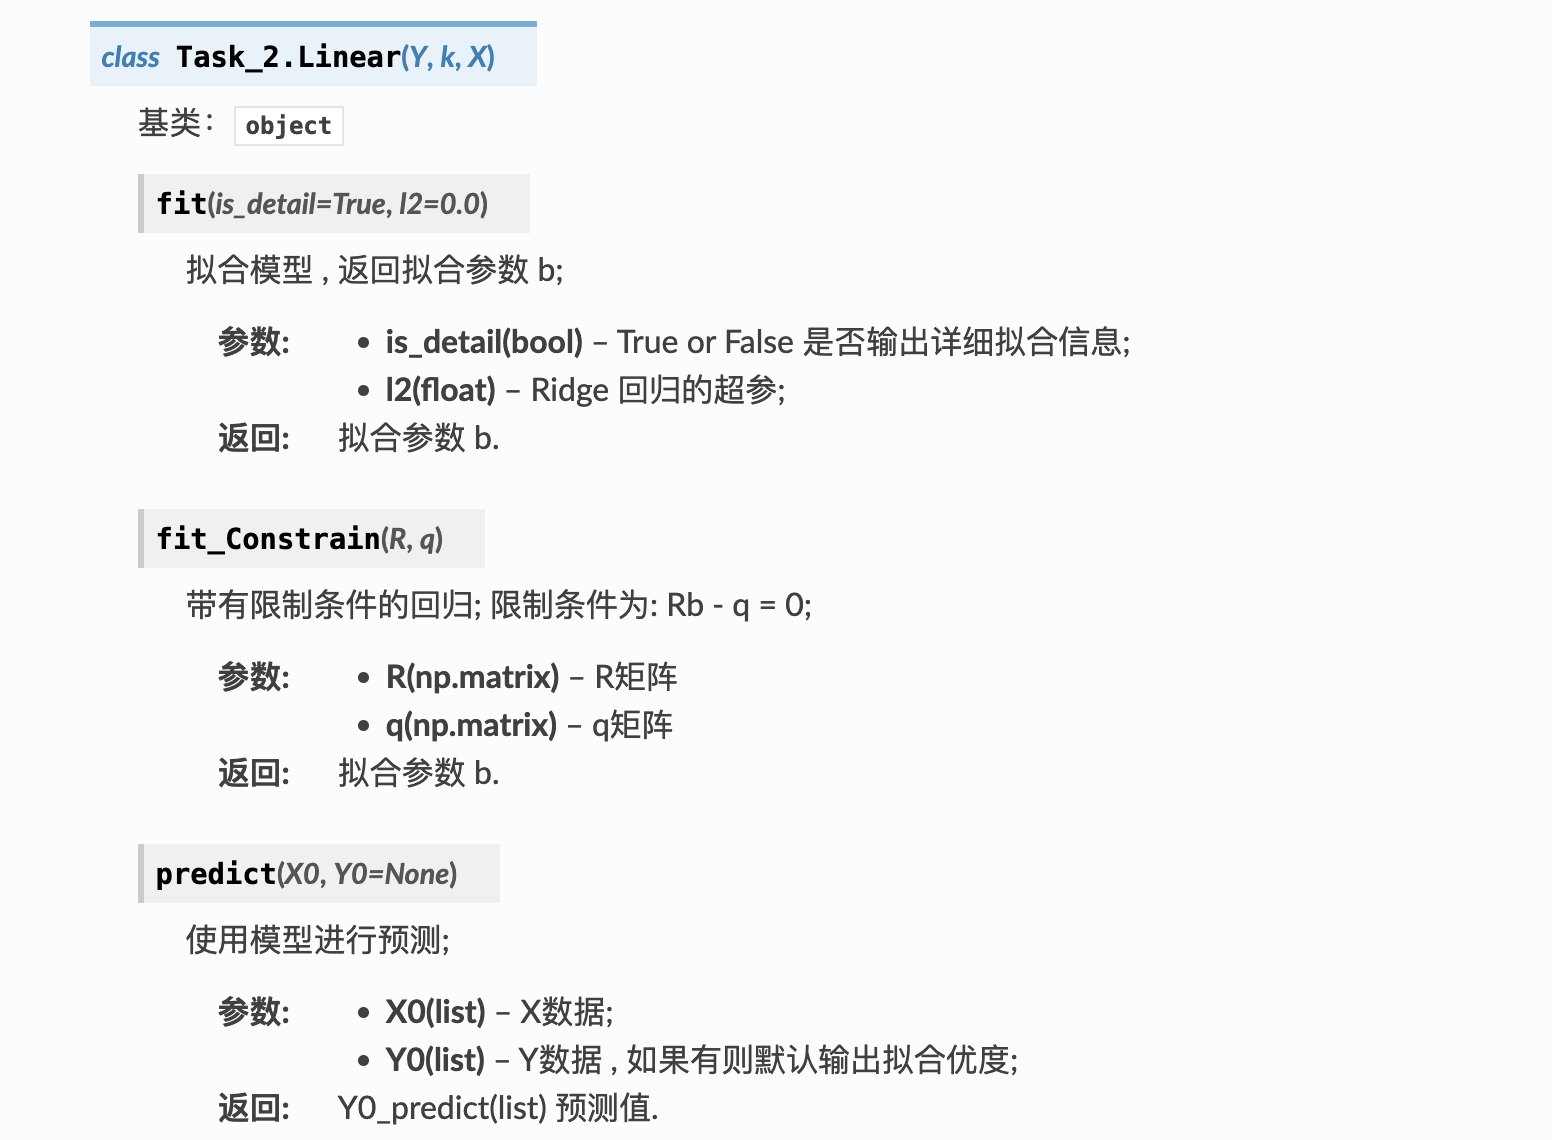 class Task_2.Linear(Y, k, X)
基类： object
fit(is_detail=True, l2=0.0)
拟合模型 , 返回拟合参数 b;
参数: • is_detail(bool) – True or False 是否输出详细拟合信息;
• l2(float) – Ridge 回归的超参;
返回: 拟合参数 b.
fit_Constrain(R, q)
带有限制条件的回归; 限制条件为: Rb - q = 0;
参数: • R(np.matrix) – R矩阵
• q(np.matrix) – q矩阵
返回: 拟合参数 b.
predict(X0, Y0=None)
使用模型进行预测;
参数: • X0(list) – X数据;
• Y0(list) – Y数据 , 如果有则默认输出拟合优度;
返回: Y0_predict(list) 预测值.